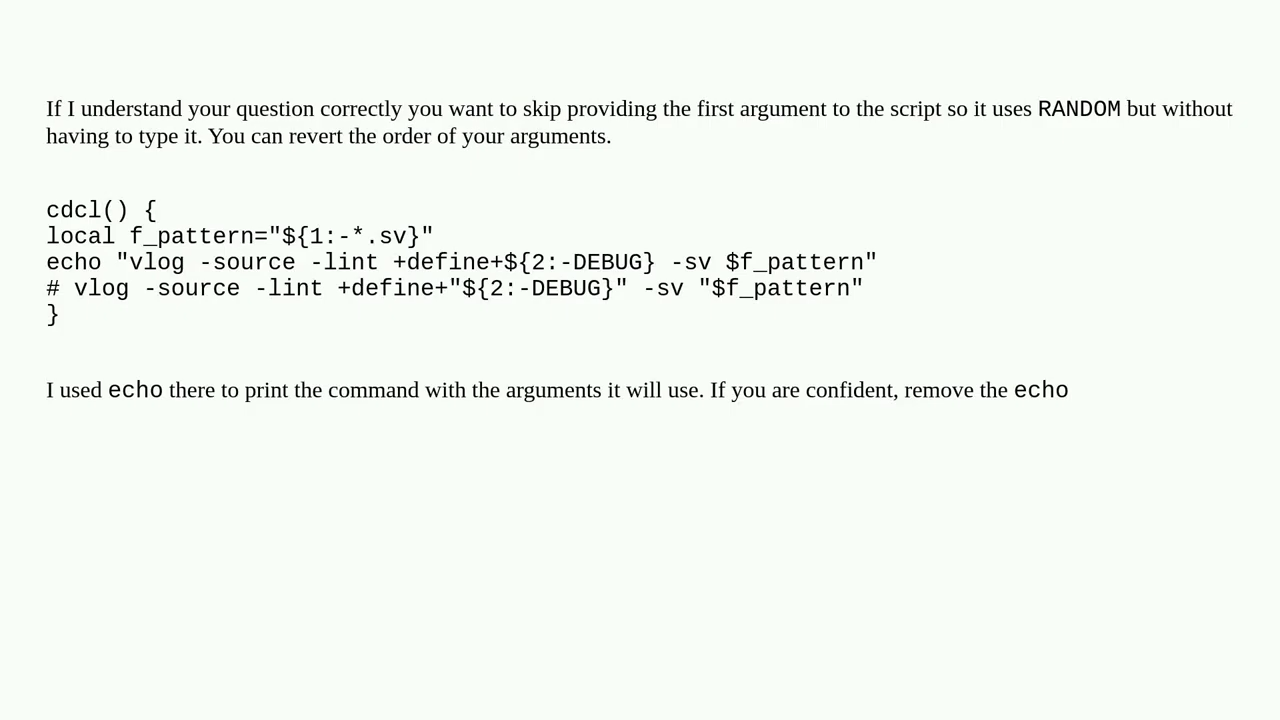 If I understand your question correctly you want to skip providing the first argument to the script so it uses RANDOM but without
having to type it. You can revert the order of your arguments.
cdcl() {
local f_pattern="${1:-*.sv}"
echo "vlog -source -lint +define+${2:-DEBUG} -sv $f_pattern"
# vlog -source -lint +define+"${2:-DEBUG}" -sv "$f_pattern"
}
I used echo there to print the command with the arguments it will use. If you are confident, remove the echo